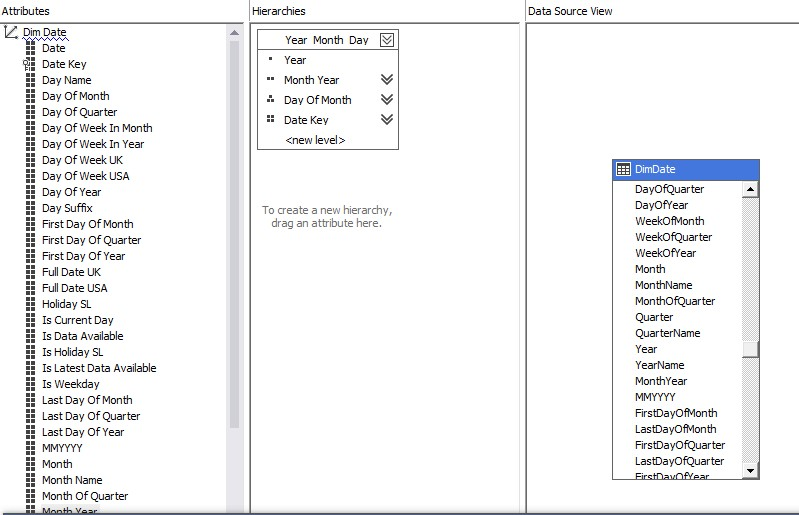 Attributes
Dim Date
Date
Date Key
Day Name
Day Of Month
Day Of Quarter
Day Of Week In Month
Day Of Week In Year
Day Of Week UK
Day Of Week USA
Day Of Year
Day Suffix
First Day Of Month
First Day Of Quarter
First Day Of Year
Full Date UK
Full Date USA
Holiday SL
Is Current Day
Is Data Available
Is Holiday SL
Is Latest Data Available
Is Weekday
Last Day Of Month
Last Day Of Quarter
Last Day Of Year
MMYYYY
Month
Month Name
Month Of Quarter
Month Year
Hierarchies
Year Month Day
Year
Month Year
Day Of Month
Date Key
<new level>
To create a new hierarchy,
drag an attribute here.
Data Source View
DimDate
DayOfQuarter
DayOfYear
WeekOfMonth
WeekOfQuarter
WeekOfYear
Month
MonthName
MonthOfQuarter
Quarter
QuarterName
Year
YearName
MonthYear
MMYYYY
FirstDayOfMonth
LastDayOfMonth
FirstDayOfQuarter
LastDayOfQuarter
FirstDayOfYear